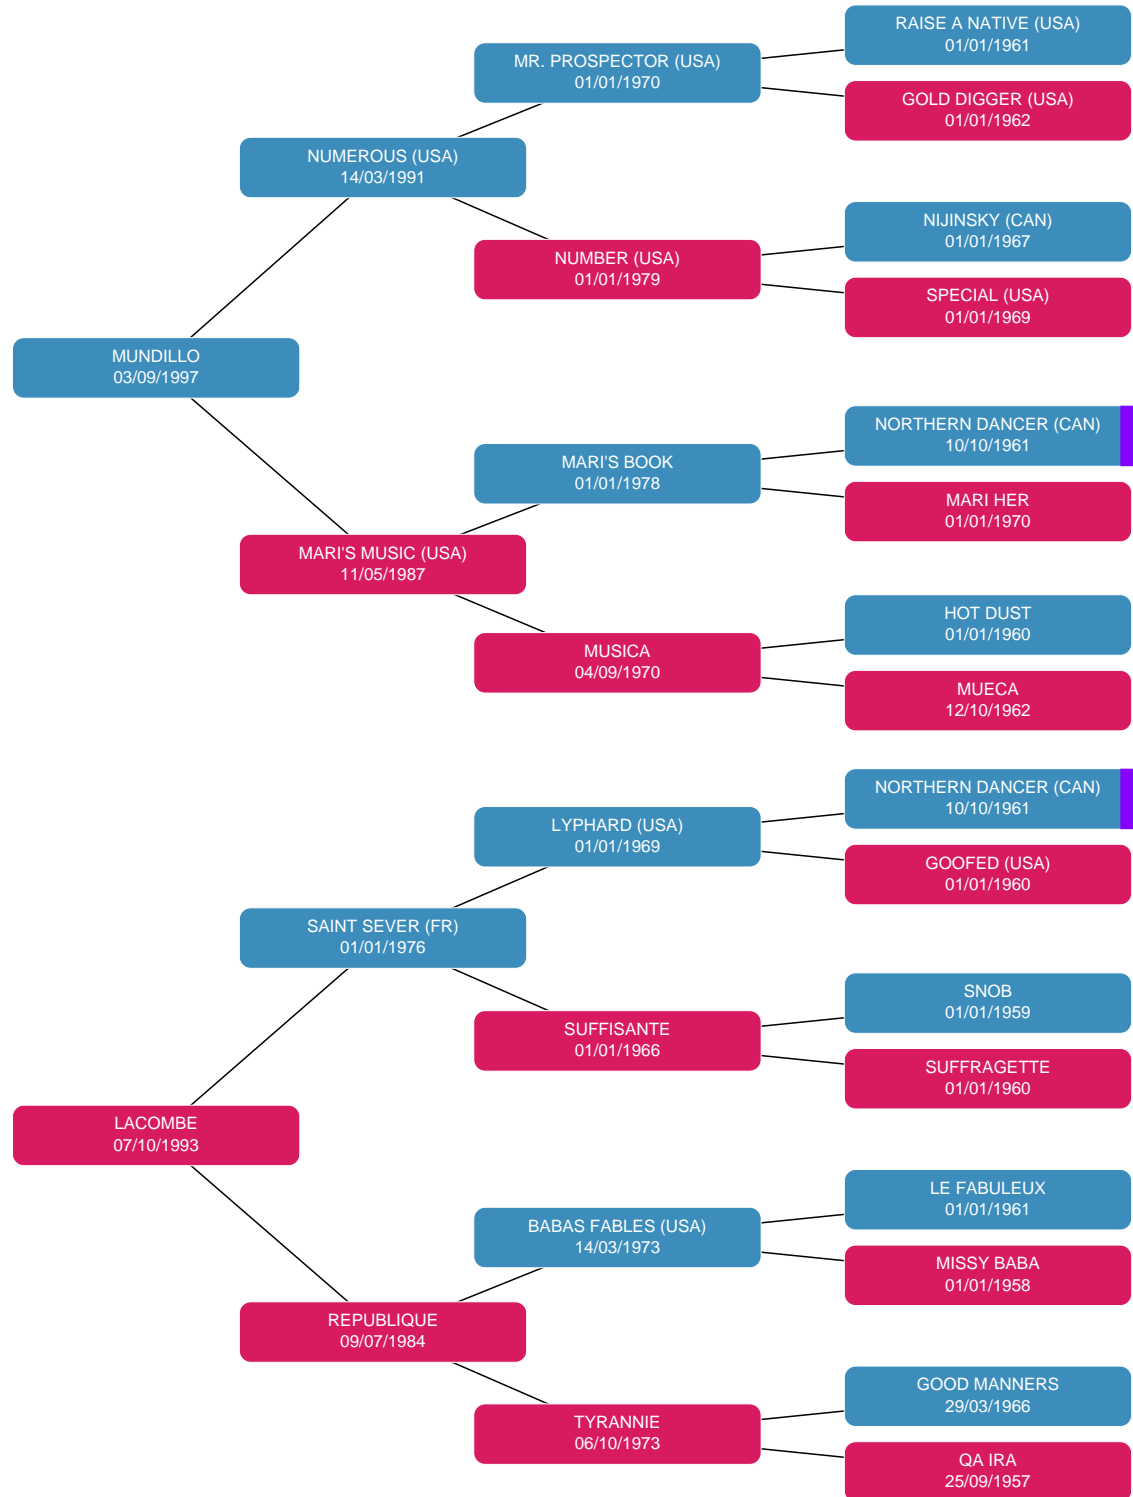 RAISE A NATIVE (USA)
01/01/1961
MR. PROSPECTOR (USA)
01/01/1970
GOLD DIGGER (USA)
01/01/1962
NUMEROUS (USA)
14/03/1991
NIJINSKY (CAN)
01/01/1967
NUMBER (USA)
01/01/1979
SPECIAL (USA)
01/01/1969
MUNDILLO
03/09/1997
NORTHERN DANCER (CAN)
10/10/1961
MARI'S BOOK
01/01/1978
MARI HER
01/01/1970
MARI'S MUSIC (USA)
11/05/1987
HOT DUST
01/01/1960
MUSICA
04/09/1970
MUECA
12/10/1962
NORTHERN DANCER (CAN)
10/10/1961
LYPHARD (USA)
01/01/1969
GOOFED (USA)
01/01/1960
SAINT SEVER (FR)
01/01/1976
SNOB
01/01/1959
SUFFISANTE
01/01/1966
SUFFRAGETTE
01/01/1960
LACOMBE
07/10/1993
LE FABULEUX
01/01/1961
BABAS FABLES (USA)
14/03/1973
MISSY BABA
01/01/1958
REPUBLIQUE
09/07/1984
GOOD MANNERS
29/03/1966
TYRANNIE
06/10/1973
QA IRA
25/09/1957